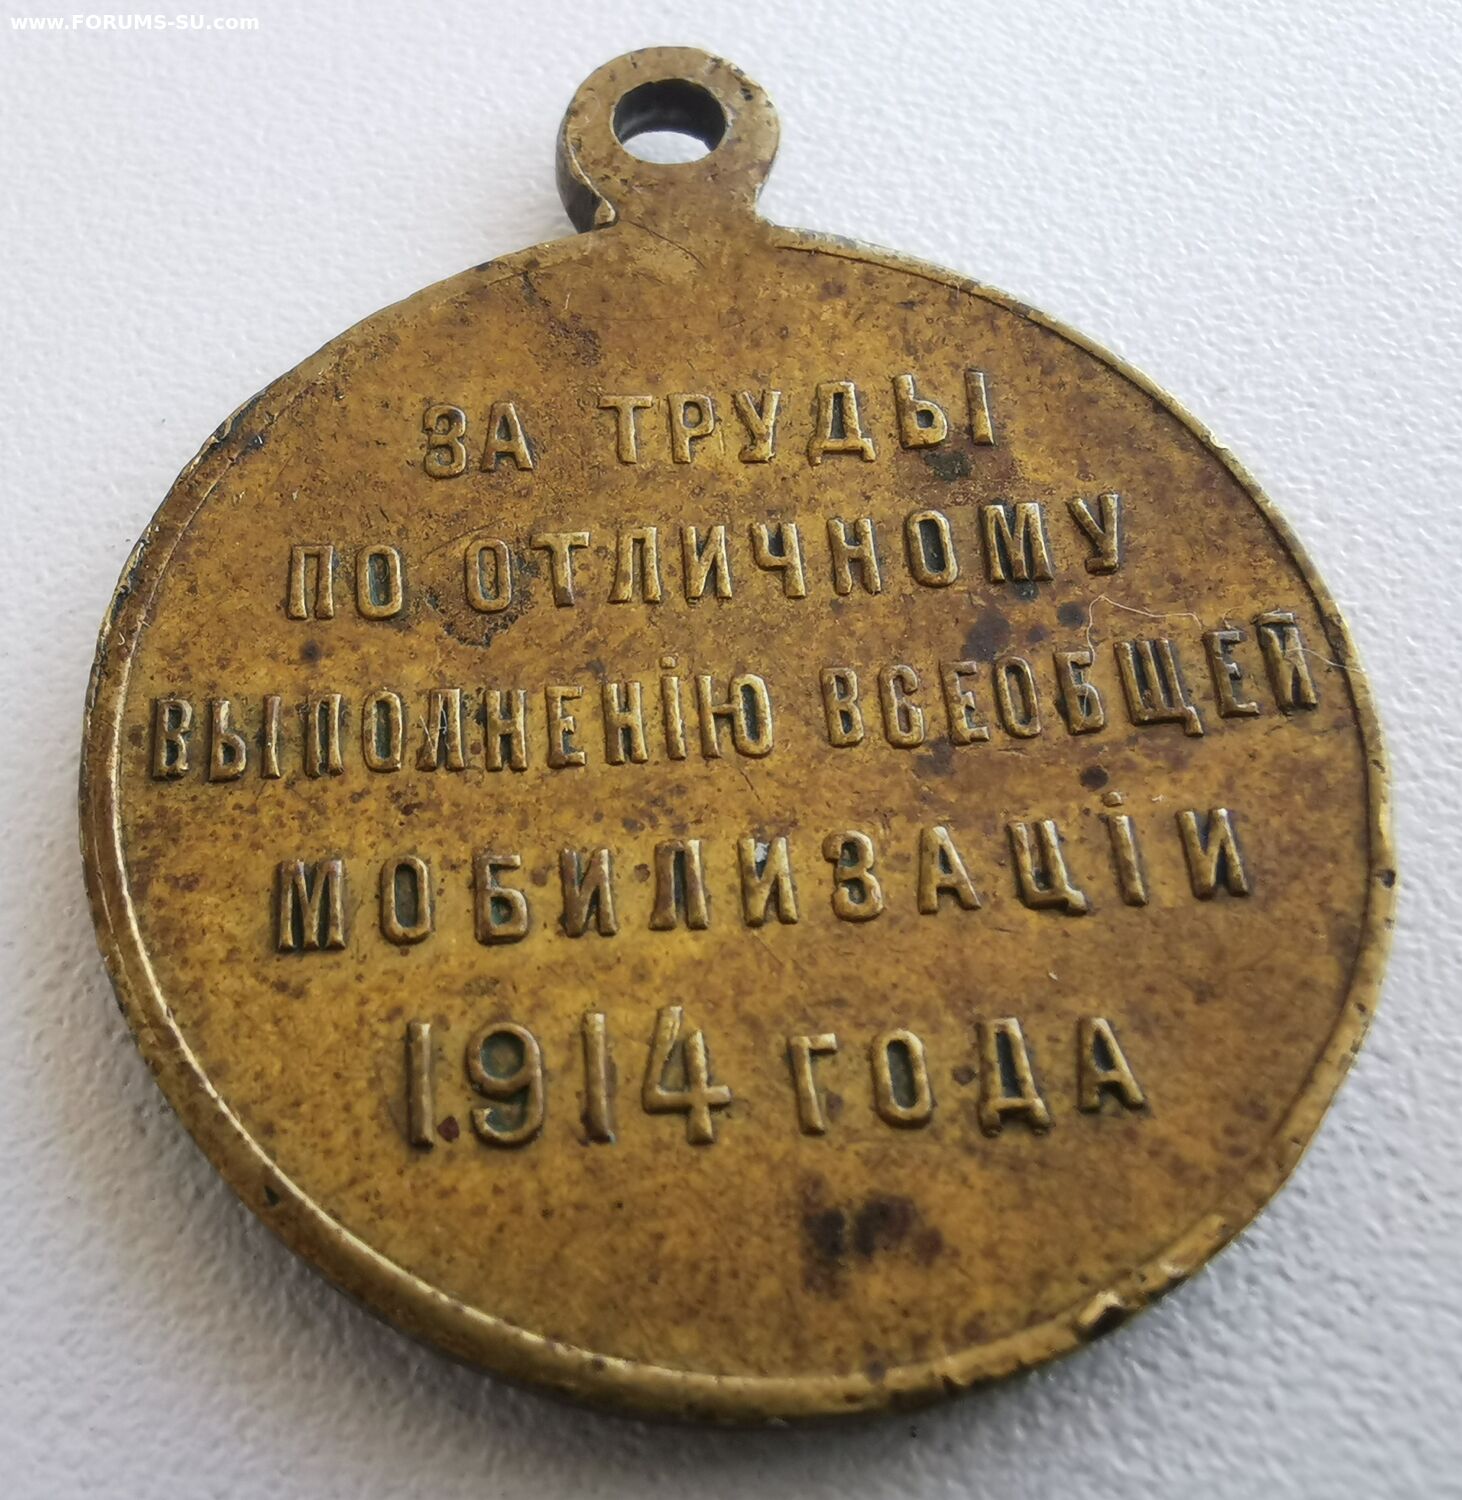 www.FORUMS-SU.com
ЗА ТРУДЫ
ПО ОТЛИЧНОМУ
ВЫПОЛНЕНІЮ ВСЕОБЩЕЙ
МОБИЛИЗАЦІИ
1914 ГОДА